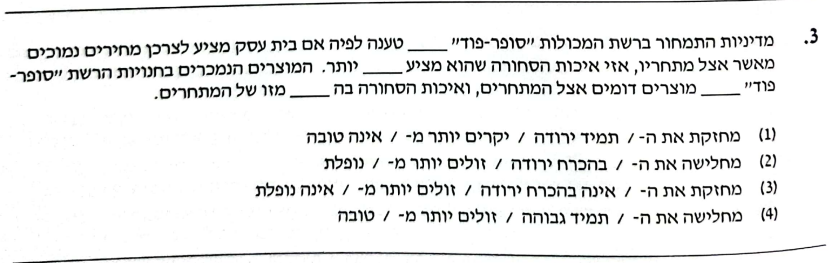 3. מדיניות התמחור ברשת המכולות "סופר-פוד" _____ טענה לפיה אם בית עסק מציע לצרכן מחירים נמוכים
מאשר אצל מתחריו, אזי איכות הסחורה שהוא מציע _____ יותר. המוצרים הנמכרים בחנויות הרשת "סופר-
פוד" _____ מוצרים דומים אצל המתחרים, ואיכות הסחורה בה _____ מזו של המתחרים.
(1) מחזקת את ה- / תמיד ירודה / יקרים יותר מ- / אינה טובה
(2) מחלישה את ה- / בהכרח ירודה / זולים יותר מ- / נופלת
(3) מחזקת את ה- / אינה בהכרח ירודה / זולים יותר מ- / אינה נופלת
(4) מחלישה את ה- / תמיד גבוהה / זולים יותר מ- / טובה